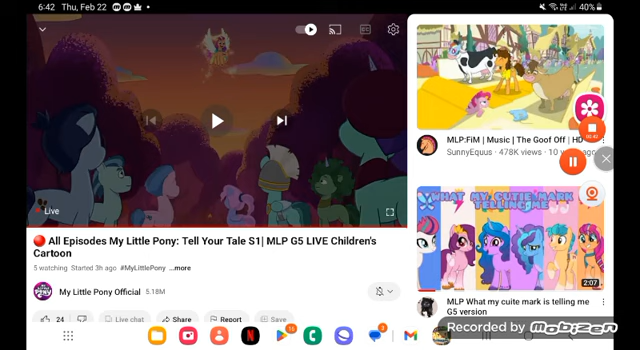 6:42 Thu, Feb 22
40%
Live
🔴 All Episodes My Little Pony: Tell Your Tale S1| MLP G5 LIVE Children's
Cartoon
5 watching Started 3h ago #MyLittlePony ...more
My Little Pony Official 5.18M
24
Live chat
Share
Report
Save
MLP:FiM | Music | The Goof Off | HD
SunnyEquus · 478K views · 10
WHAT MY CUTIE MARK
TELLING ME
2:07
MLP What my cuite mark is telling me
G5 version
Recorded by Mobizen